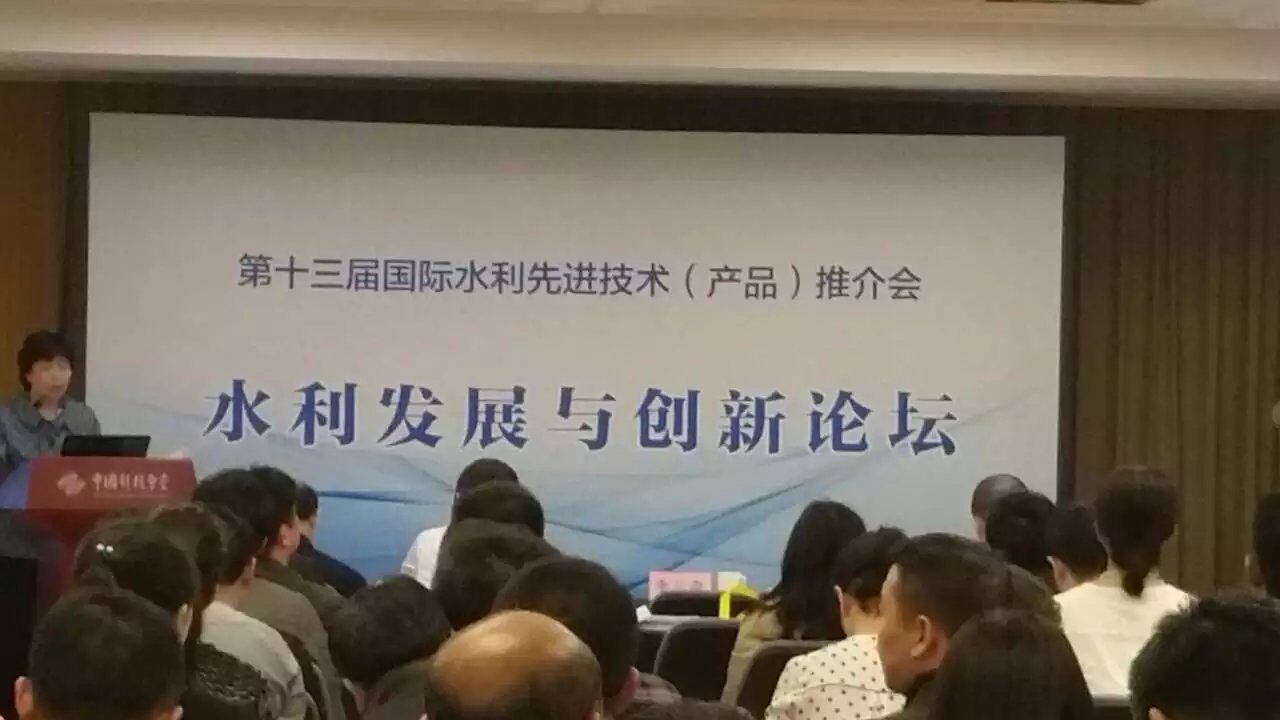 第十三届国际水利先进技术（产品）推介会
水利发展与创新论坛
中国科技会堂